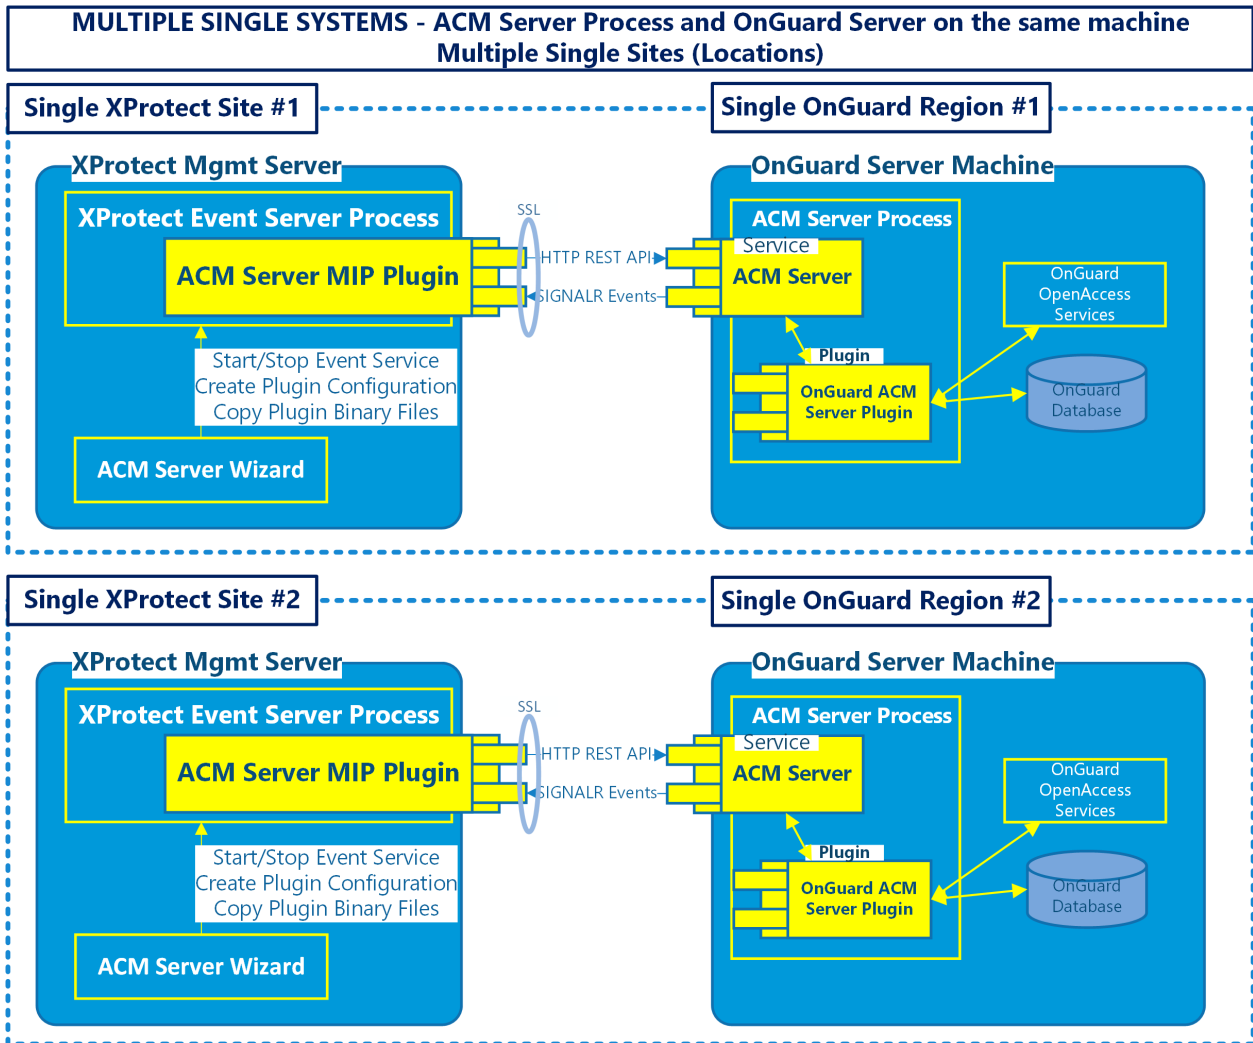 MULTIPLE SINGLE SYSTEMS - ACM Server Process and OnGuard Server on the same machine
Multiple Single Sites (Locations)
Single XProtect Site #1
Single OnGuard Region #1
XProtect Mgmt Server
XProtect Event Server Process
ACM Server MIP Plugin
Start/Stop Event Service
Create Plugin Configuration
Copy Plugin Binary Files
ACM Server Wizard
SSL
HTTP REST API
SIGNALR Events
OnGuard Server Machine
ACM Server Process
Service
ACM Server
Plugin
OnGuard ACM
Server Plugin
OnGuard
OpenAccess
Services
OnGuard
Database
Single XProtect Site #2
Single OnGuard Region #2
XProtect Mgmt Server
XProtect Event Server Process
ACM Server MIP Plugin
Start/Stop Event Service
Create Plugin Configuration
Copy Plugin Binary Files
ACM Server Wizard
SSL
HTTP REST API
SIGNALR Events
OnGuard Server Machine
ACM Server Process
Service
ACM Server
Plugin
OnGuard ACM
Server Plugin
OnGuard
OpenAccess
Services
OnGuard
Database